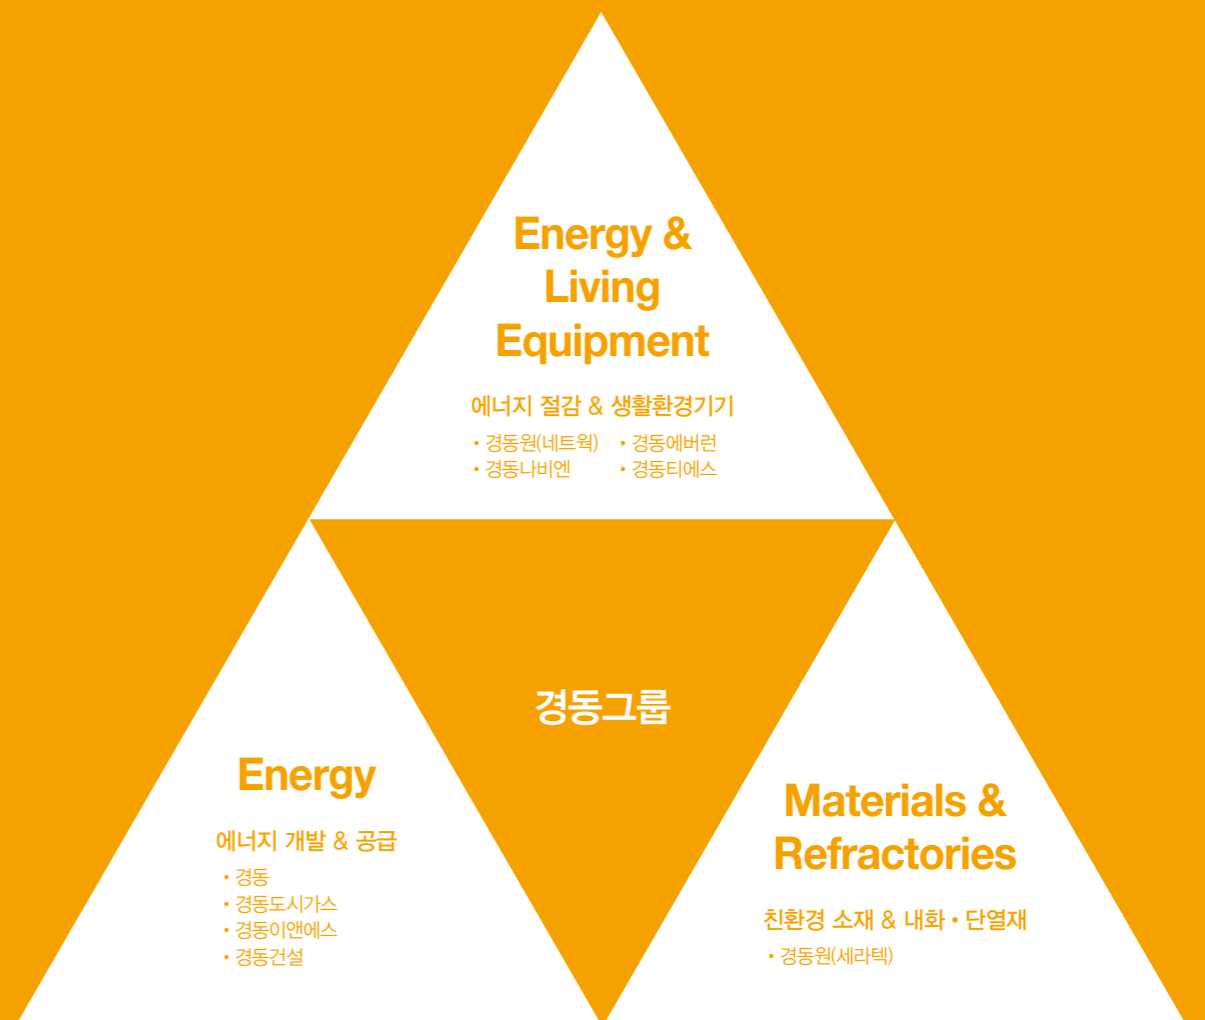 Energy &
Living
Equipment
에너지 절감 & 생활환경기기
• 경동원(네트웍) • 경동에버런
• 경동나비엔 • 경동티에스
경동그룹
Energy
에너지 개발 & 공급
• 경동
• 경동도시가스
• 경동이앤에스
• 경동건설
Materials &
Refractories
친환경 소재 & 내화 • 단열재
• 경동원(세라텍)